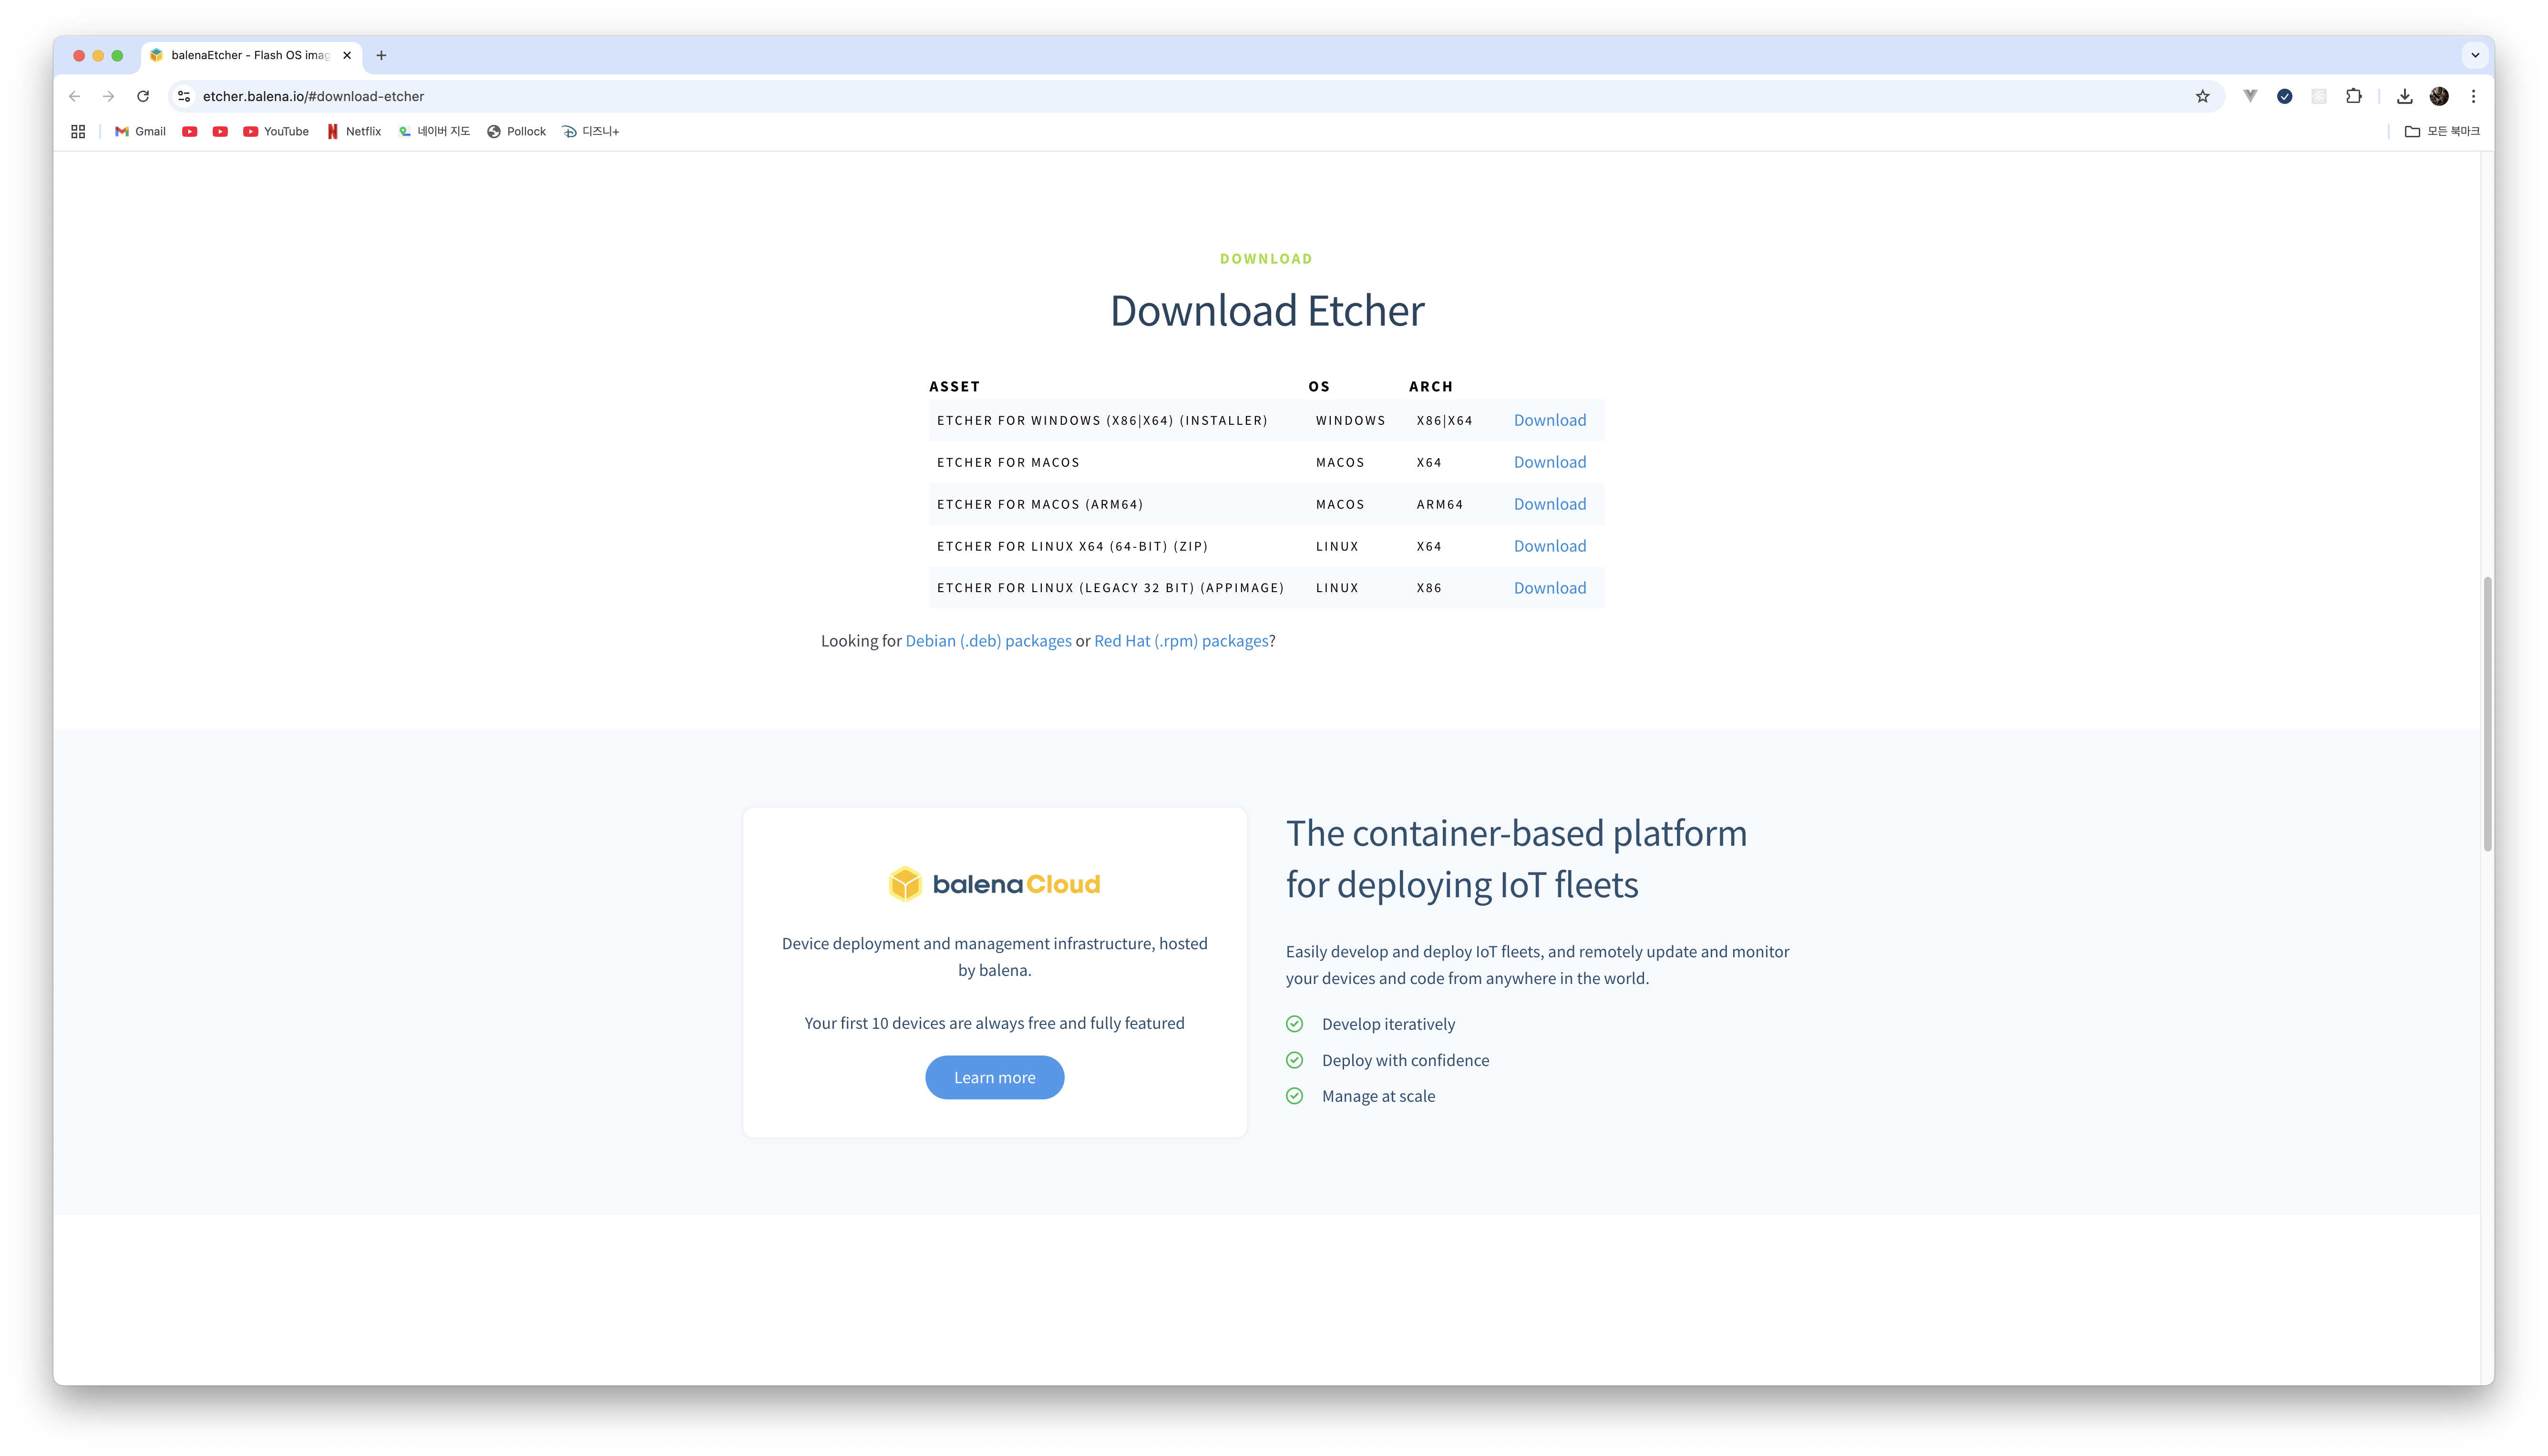 balenaEtcher - Flash OS imag
etcher.balena.io/#download-etcher
Gmail YouTube Netflix 네이버 지도 Pollock 디즈니+ 모든 북마크
DOWNLOAD
Download Etcher
ASSET OS ARCH
ETCHER FOR WINDOWS (X86|X64) (INSTALLER) WINDOWS X86|X64 Download
ETCHER FOR MACOS MACOS X64 Download
ETCHER FOR MACOS (ARM64) MACOS ARM64 Download
ETCHER FOR LINUX X64 (64-BIT) (ZIP) LINUX X64 Download
ETCHER FOR LINUX (LEGACY 32 BIT) (APPIMAGE) LINUX X86 Download
Looking for Debian (.deb) packages or Red Hat (.rpm) packages?
balenaCloud
Device deployment and management infrastructure, hosted
by balena.
Your first 10 devices are always free and fully featured
Learn more
The container-based platform
for deploying IoT fleets
Easily develop and deploy IoT fleets, and remotely update and monitor
your devices and code from anywhere in the world.
Develop iteratively
Deploy with confidence
Manage at scale